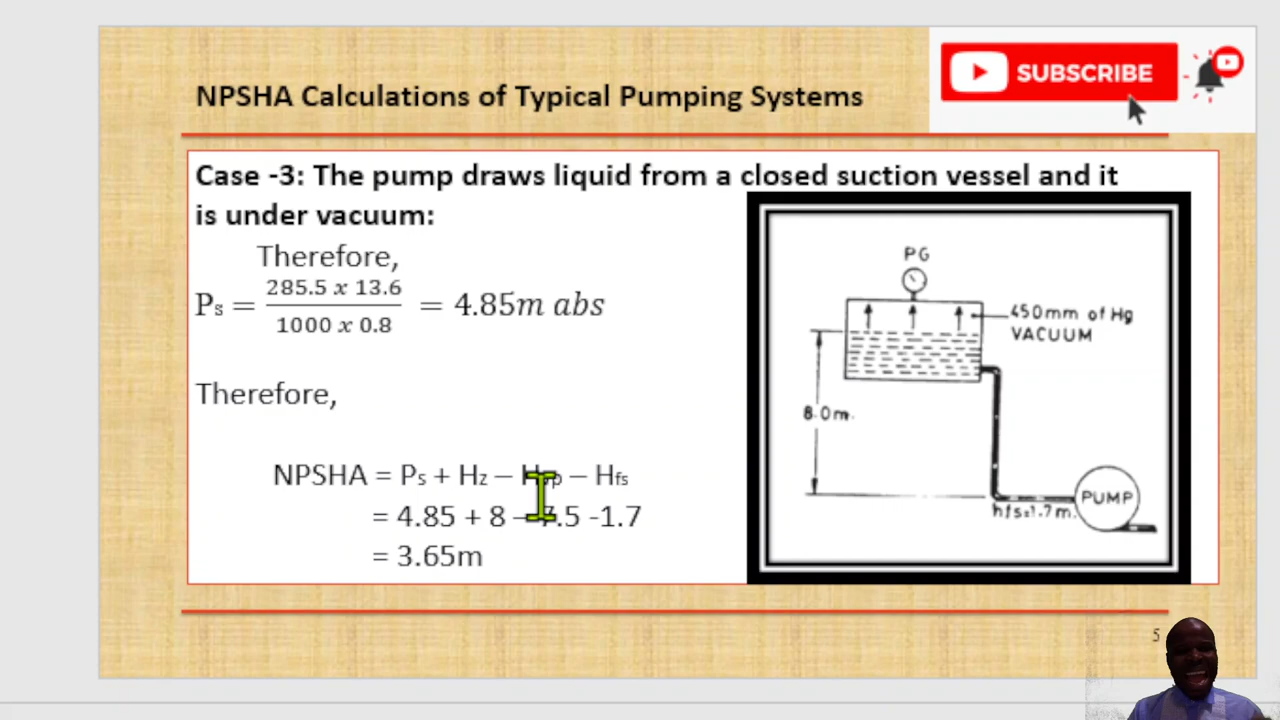 SUBSCRIBE
NPSHA Calculations of Typical Pumping Systems
Case -3: The pump draws liquid from a closed suction vessel and it
is under vacuum:
Therefore,
Ps = 285.5 x 13.6 / 1000 x 0.8 = 4.85m abs
Therefore,
NPSHA = Ps + Hz – – Hfs
= 4.85 + 8 – 7.5 -1.7
= 3.65m
PG
450mm of Hg
VACUUM
8.0m.
PUMP
hfs=1.7m.
5